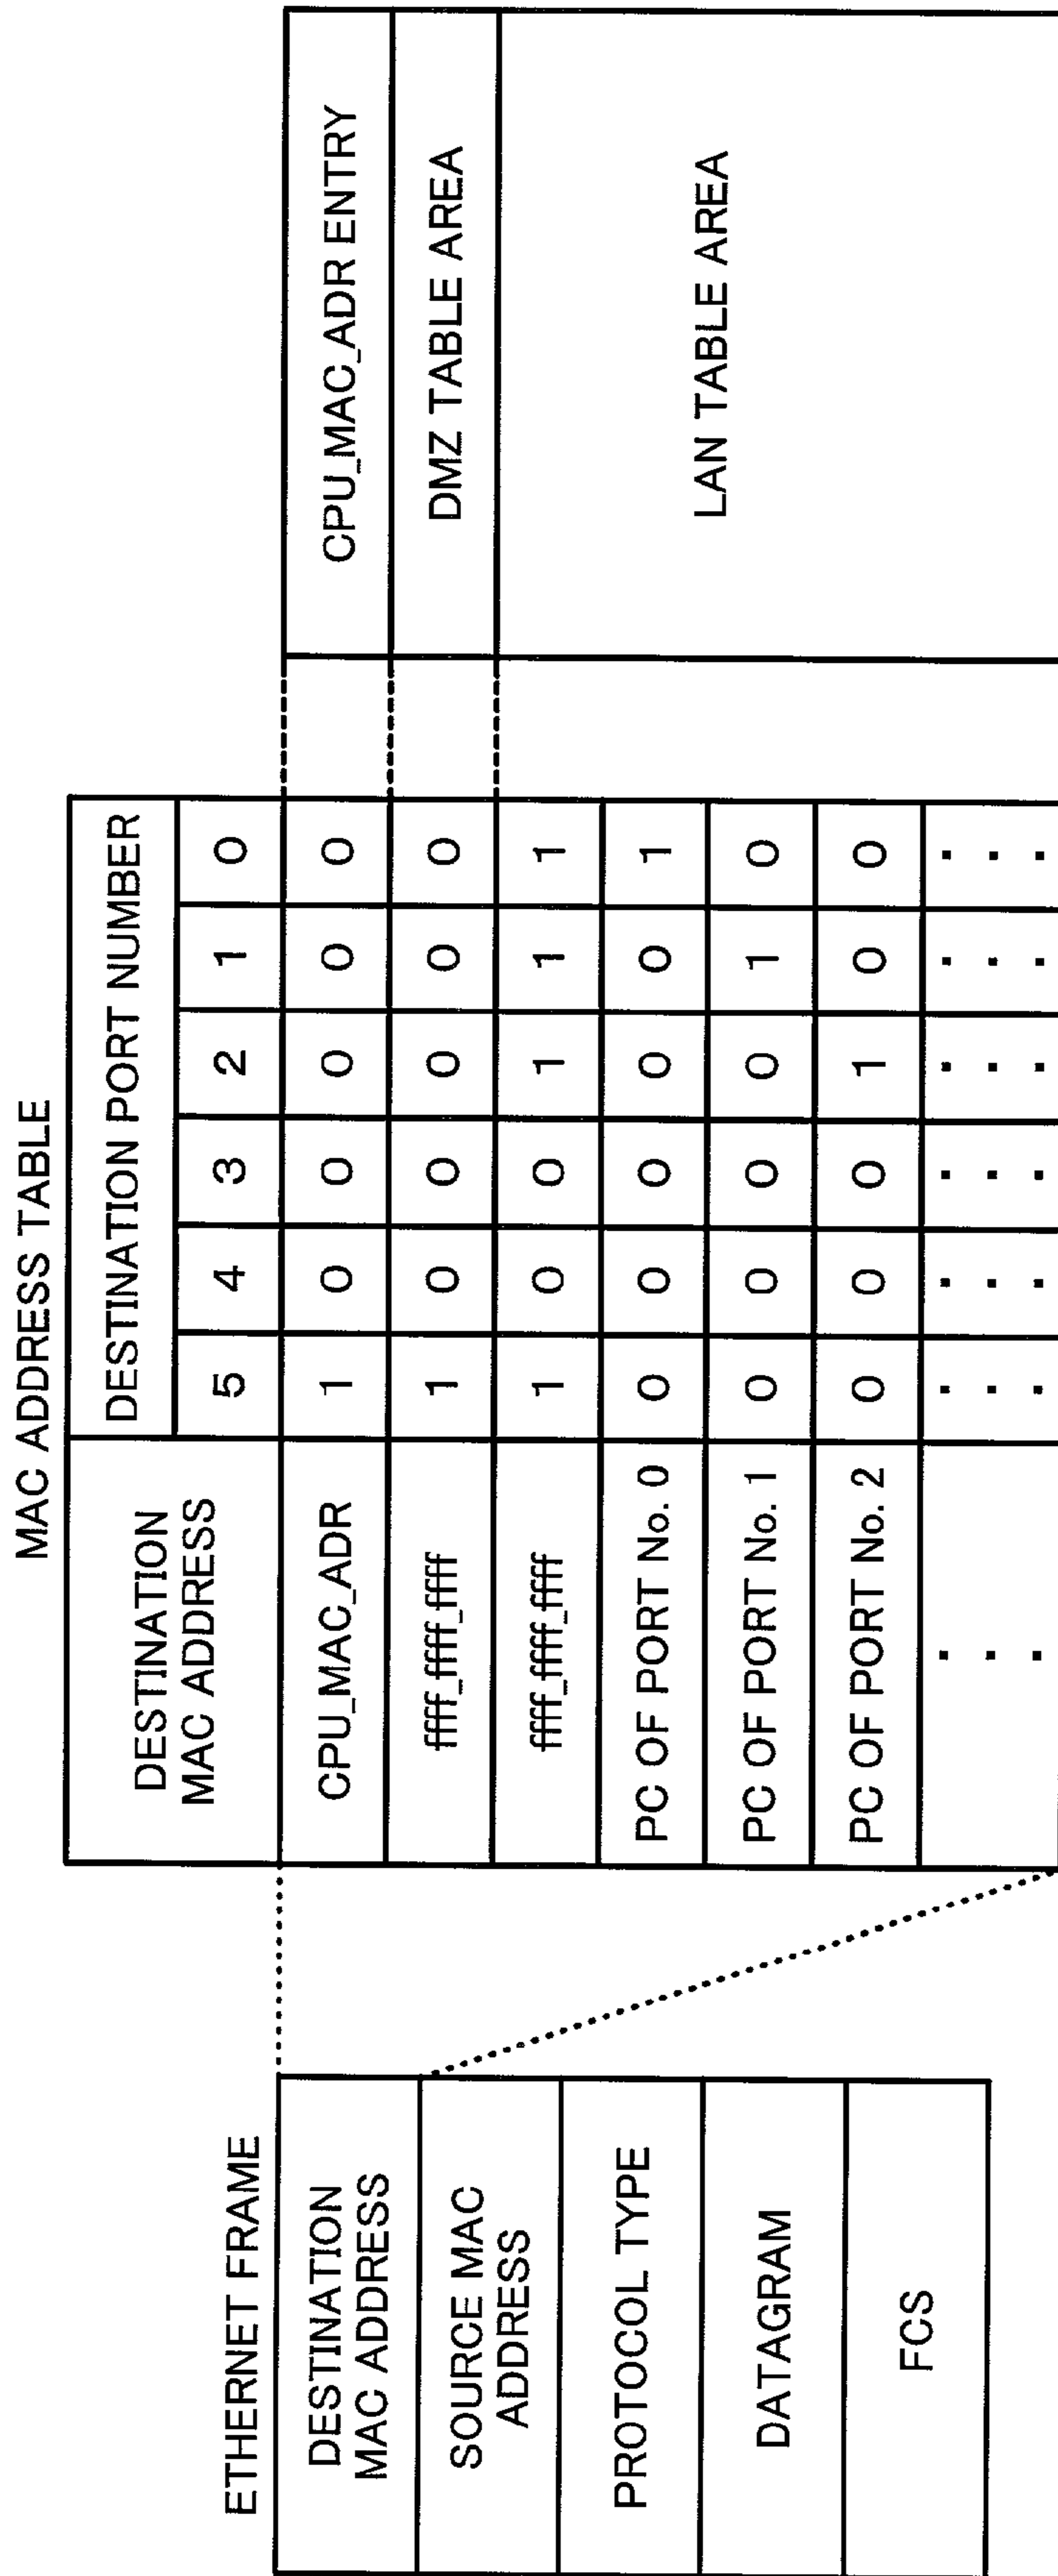 ETHERNET FRAME
DESTINATION
MAC ADDRESS
SOURCE MAC
ADDRESS
PROTOCOL TYPE
DATAGRAM
FCS
MAC ADDRESS TABLE
DESTINATION
MAC ADDRESS
DESTINATION PORT NUMBER
5 4 3 2 1 0
CPU_MAC_ADR 1 0 0 0 0 0
ffff_ffff_ffff 1 0 0 0 0 0
ffff_ffff_ffff 1 0 0 1 1 1
PC OF PORT No. 0 0 0 0 0 0 1
PC OF PORT No. 1 0 0 0 0 1 0
PC OF PORT No. 2 0 0 0 1 0 0
CPU_MAC_ADR ENTRY
DMZ TABLE AREA
LAN TABLE AREA